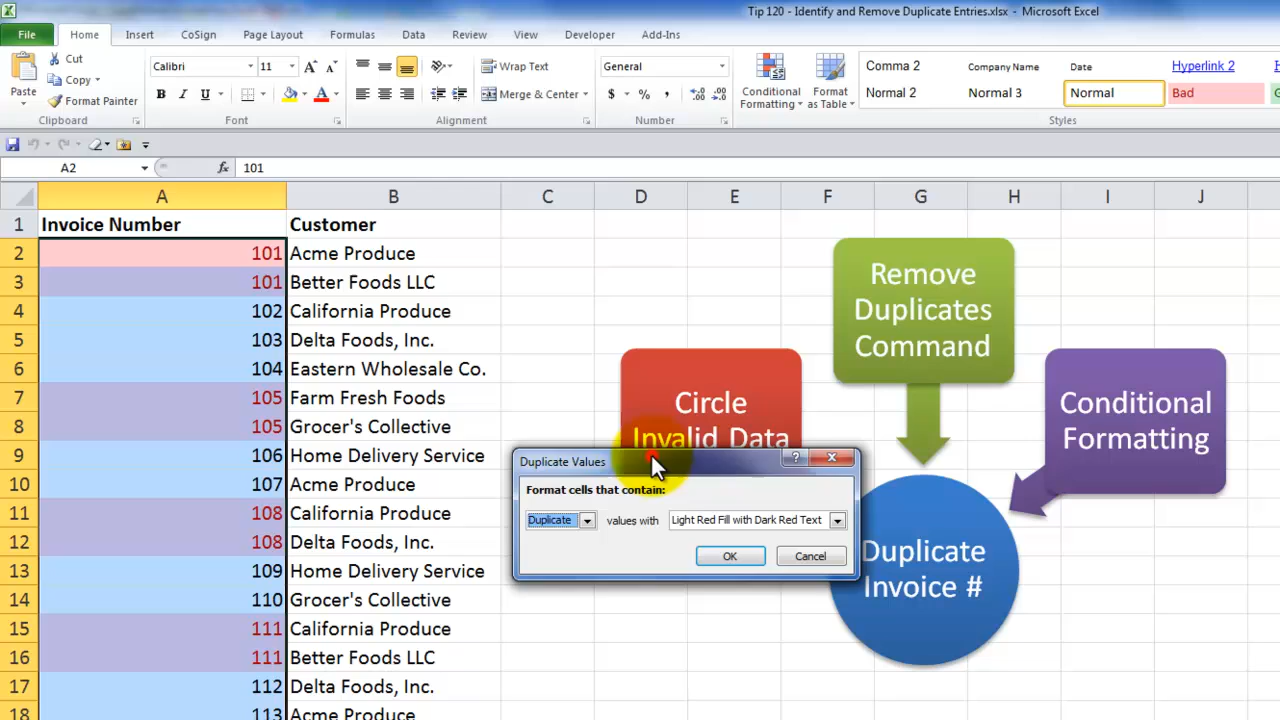 Tip 120 - Identify and Remove Duplicate Entries.xlsx - Microsoft Excel
File Home Insert CoSign Page Layout Formulas Data Review View Developer Add-Ins
Paste
Cut
Copy
Format Painter
Clipboard
Calibri 11
B I U
Font
Wrap Text
Merge & Center
Alignment
General
$ % ,
Number
Conditional Formatting
Format as Table
Comma 2 Company Name Date Hyperlink 2
Normal 2 Normal 3 Normal Bad
Styles
A2 fx 101
A B C D E F G H I J
1 Invoice Number Customer
2 101 Acme Produce
3 101 Better Foods LLC
4 102 California Produce
5 103 Delta Foods, Inc.
6 104 Eastern Wholesale Co.
7 105 Farm Fresh Foods
8 105 Grocer's Collective
9 106 Home Delivery Service
10 107 Acme Produce
11 108 California Produce
12 108 Delta Foods, Inc.
13 109 Home Delivery Service
14 110 Grocer's Collective
15 111 California Produce
16 111 Better Foods LLC
17 112 Delta Foods, Inc.
18 113 Acme Produce
Remove
Duplicates
Command
Circle
Invalid Data
Conditional
Formatting
Duplicate
Invoice #
Duplicate Values
Format cells that contain:
Duplicate values with Light Red Fill with Dark Red Text
OK Cancel